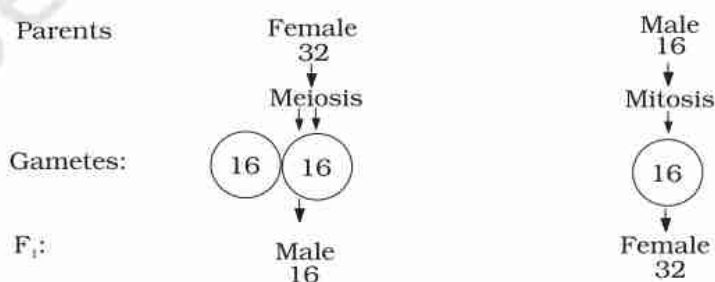 Parents Female Male
32 16
Meiosis Mitosis
Gametes: 16 16 16
F₁: Male Female
16 32